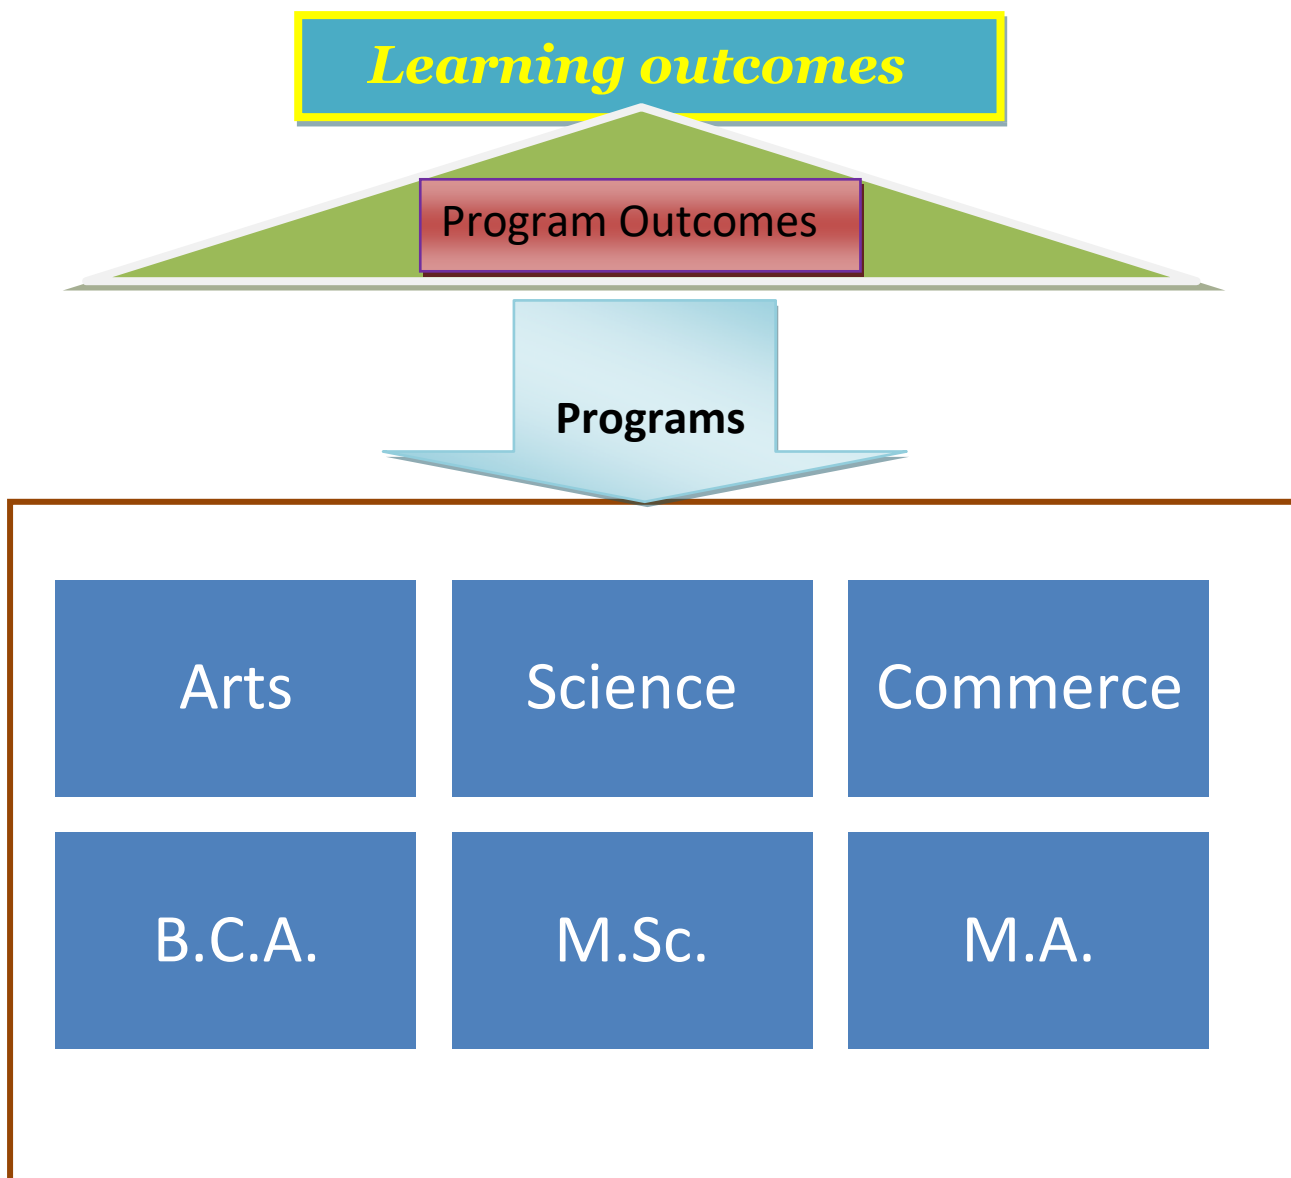 Learning outcomes
Program Outcomes
Programs
Arts
Science
Commerce
B.C.A.
M.Sc.
M.A.